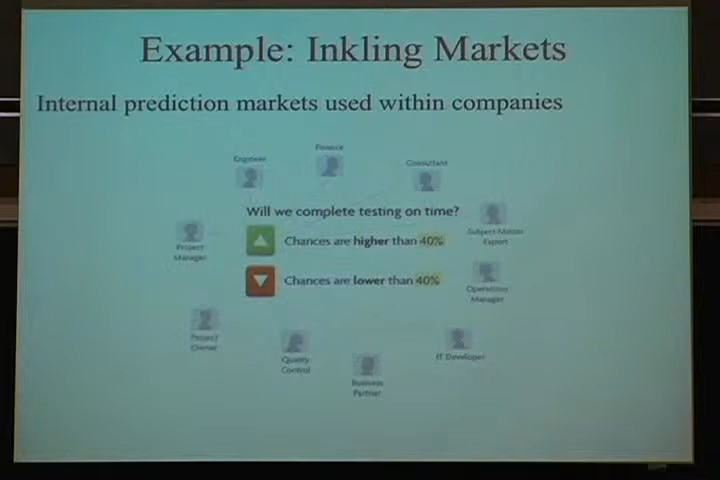 Example: Inkling Markets
Internal prediction markets used within companies
Finance
Engineer
Consultant
Will we complete testing on time?
Subject Matter
Expert
Project
Manager
Chances are higher than 40%
Chances are lower than 40%
Operations
Manager
Project
Owner
Quality
Control
IT Developer
Business
Partner